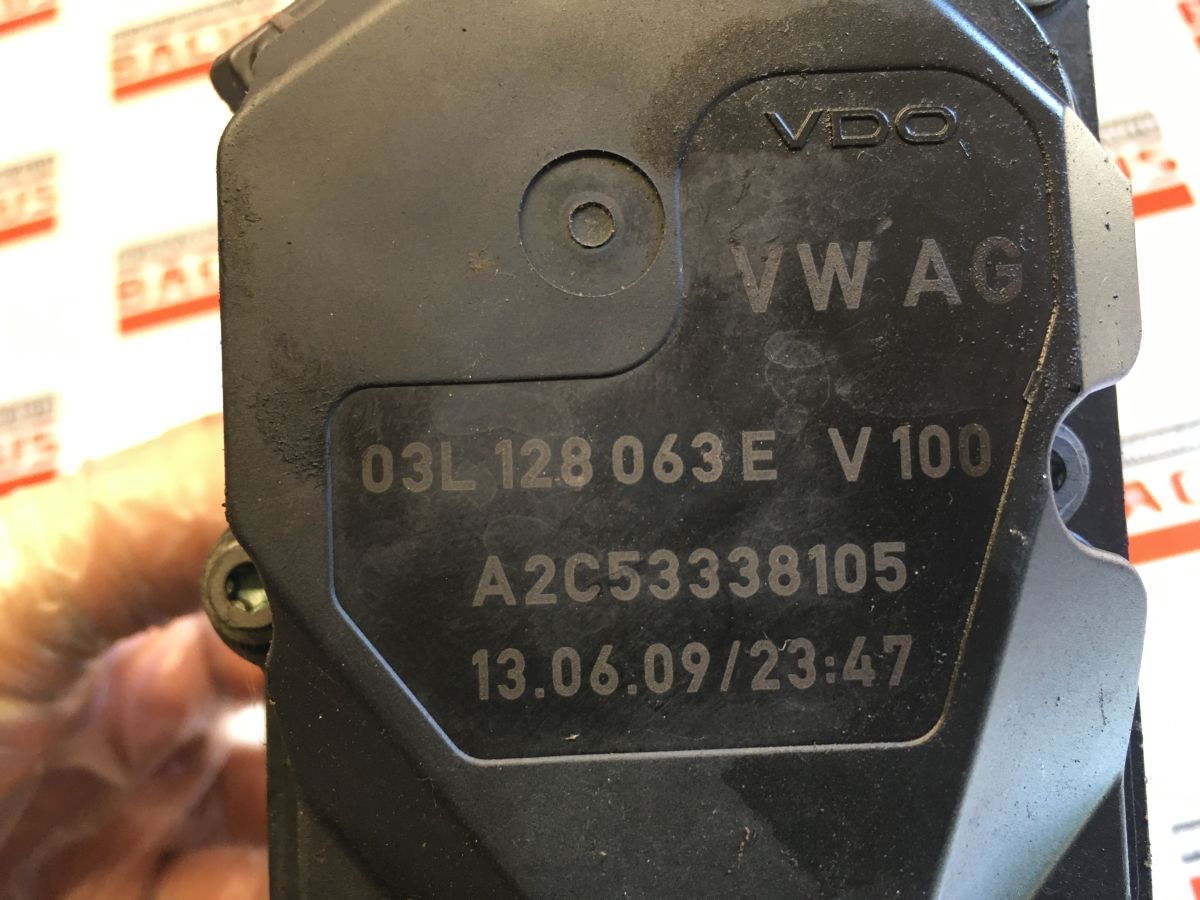 VDO
VW AG
03L 128 063 E V 100
A2C53338105
13.06.09/23:47